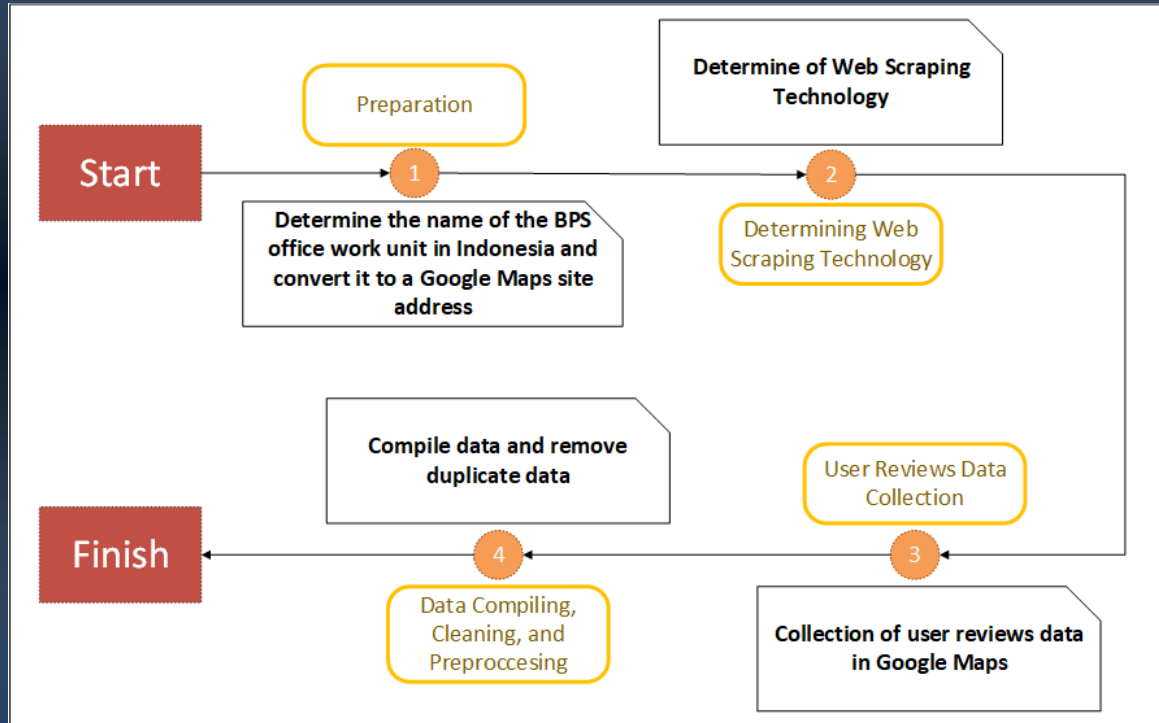 Determine of Web Scraping
Technology
Preparation
Start
1
2
Determine the name of the BPS
office work unit in Indonesia and
convert it to a Google Maps site
address
Determining Web
Scraping Technology
Compile data and remove
duplicate data
User Reviews Data
Collection
Finish
4
3
Data Compiling,
Cleaning, and
Preproccesing
Collection of user reviews data
in Google Maps